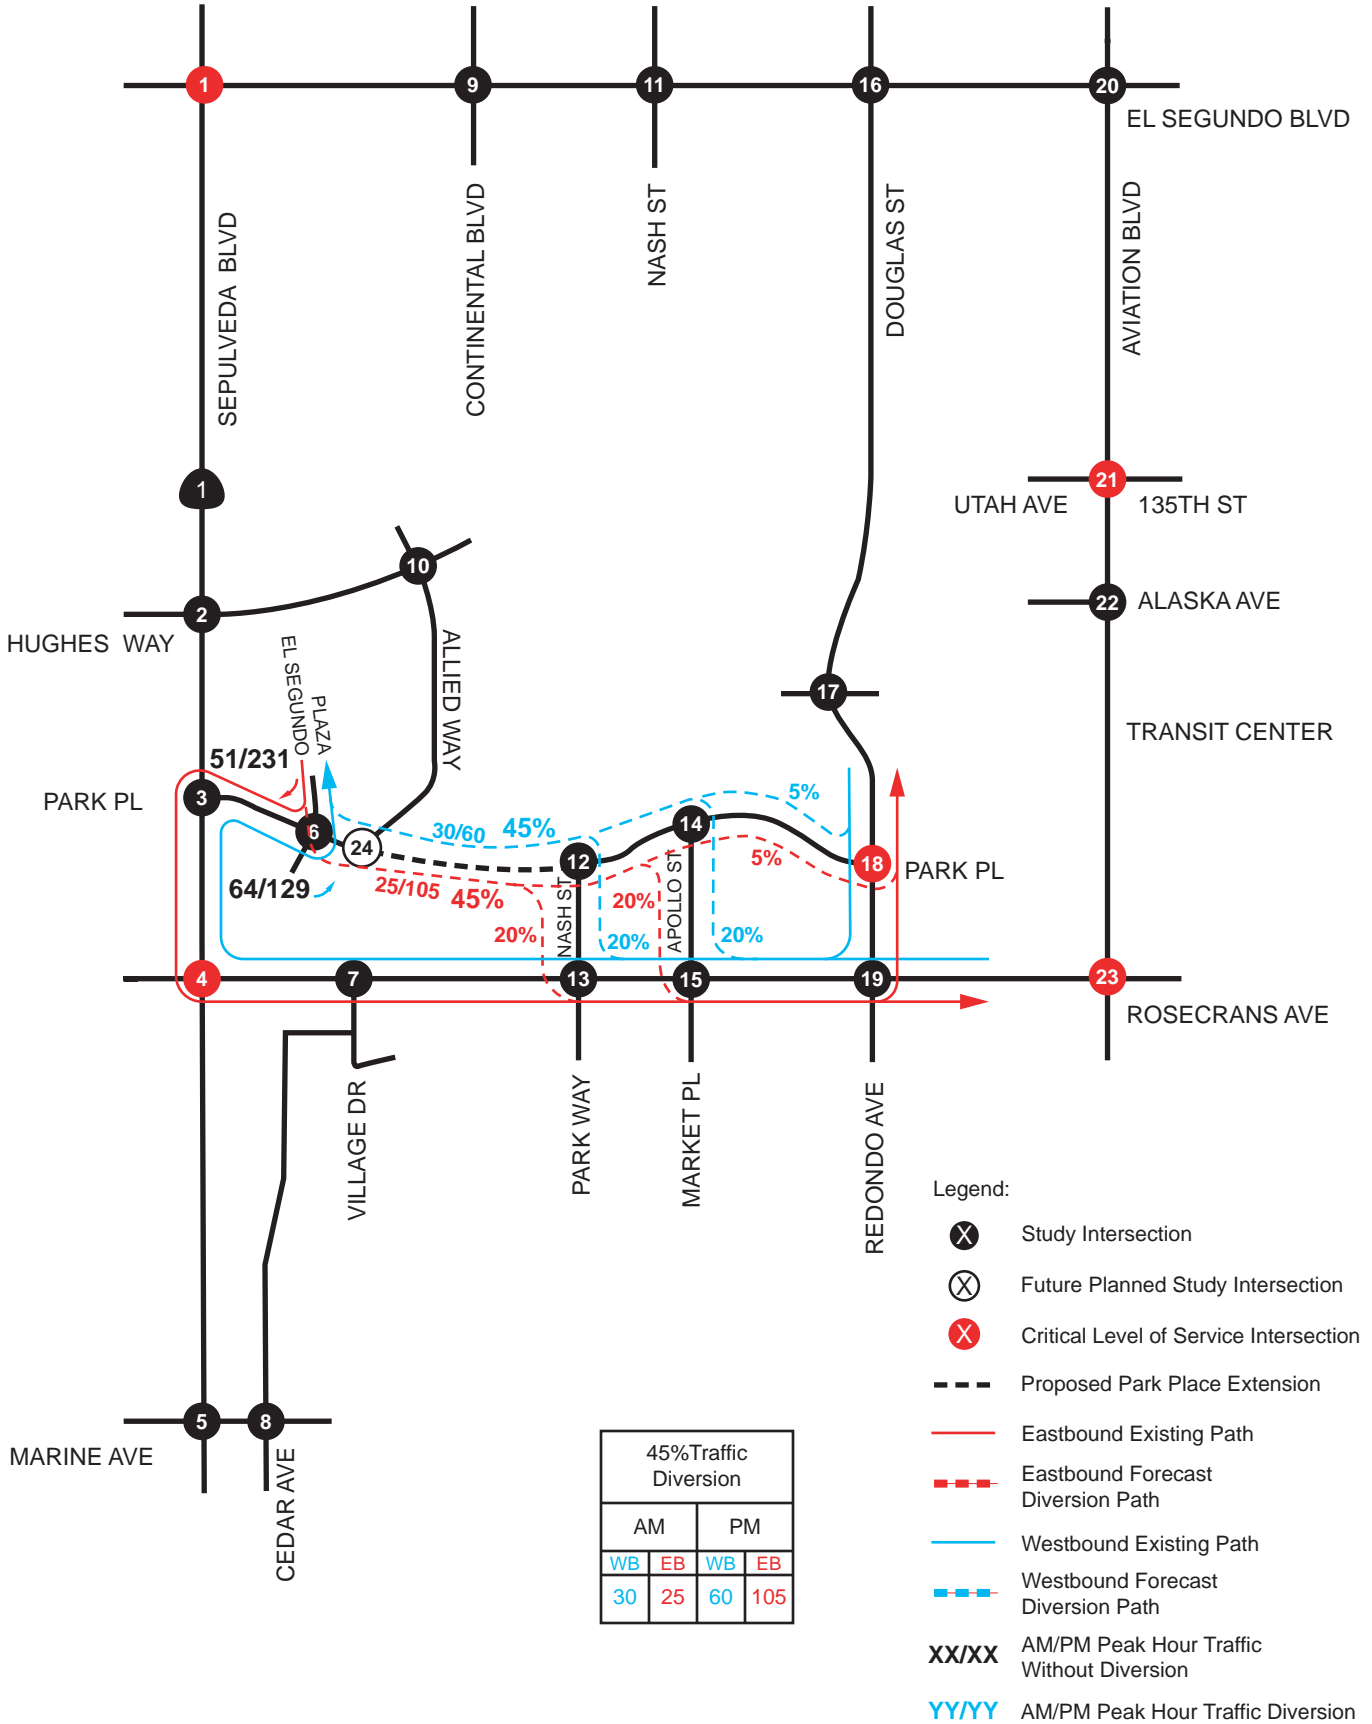 1
9
11
16
20
EL SEGUNDO BLVD
SEPULVEDA BLVD
CONTINENTAL BLVD
NASH ST
DOUGLAS ST
AVIATION BLVD
1
21
UTAH AVE
135TH ST
10
2
22
ALASKA AVE
HUGHES WAY
EL SEGUNDO
PLAZA
ALLIED WAY
17
TRANSIT CENTER
51/231
PARK PL
3
6
24
30/60
45%
5%
14
12
5%
18
PARK PL
64/129
25/105
45%
20%
NASH ST
20%
APOLLO ST
20%
20%
4
7
13
15
19
23
ROSECRANS AVE
VILLAGE DR
PARK WAY
MARKET PL
REDONDO AVE
5
8
MARINE AVE
CEDAR AVE
45%Traffic
Diversion
AM
PM
WB
EB
WB
EB
30
25
60
105
Legend:
X
Study Intersection
X
Future Planned Study Intersection
X
Critical Level of Service Intersection
Proposed Park Place Extension
Eastbound Existing Path
Eastbound Forecast
Diversion Path
Westbound Existing Path
Westbound Forecast
Diversion Path
XX/XX
AM/PM Peak Hour Traffic
Without Diversion
YY/YY
AM/PM Peak Hour Traffic Diversion